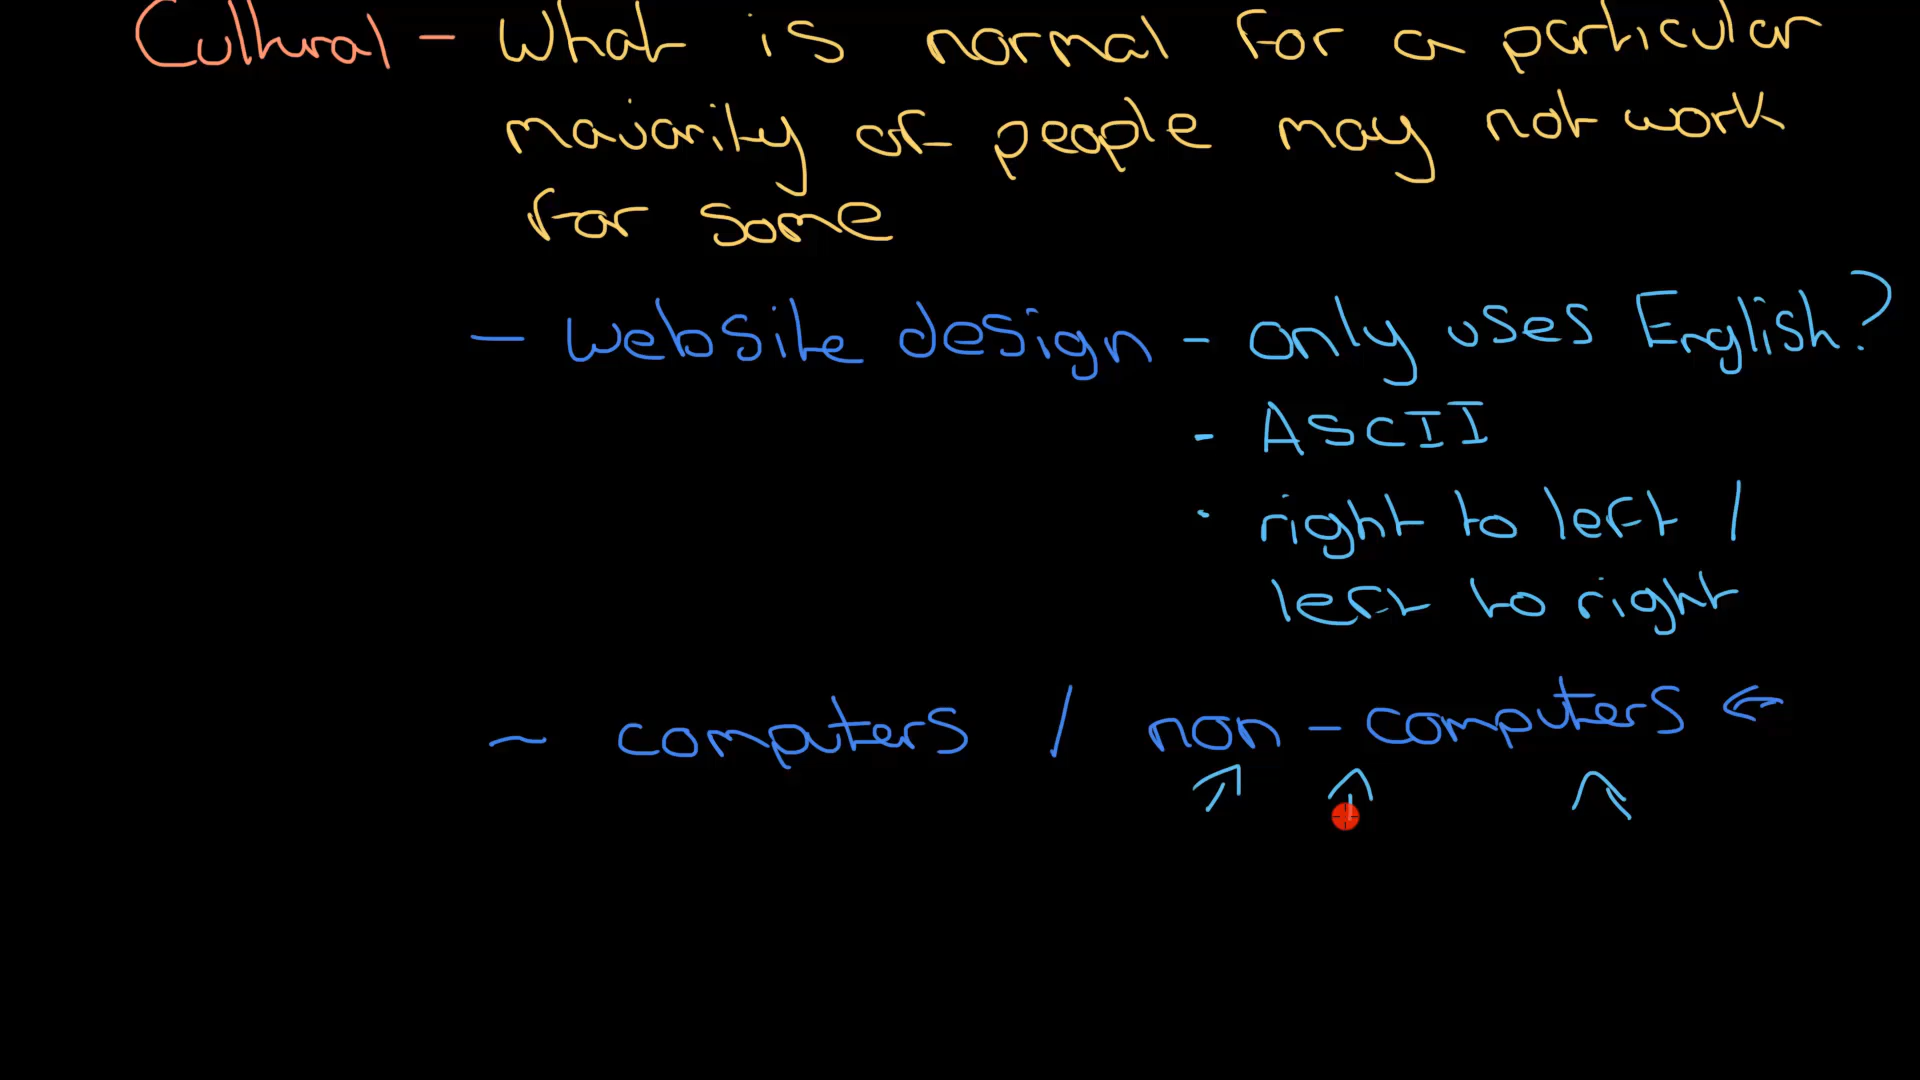 Cultural - What is normal for a particular
majority of people may not work
for some
- website design - only uses English?
- ASCII
- right to left /
left to right
- computers / non-computers ←